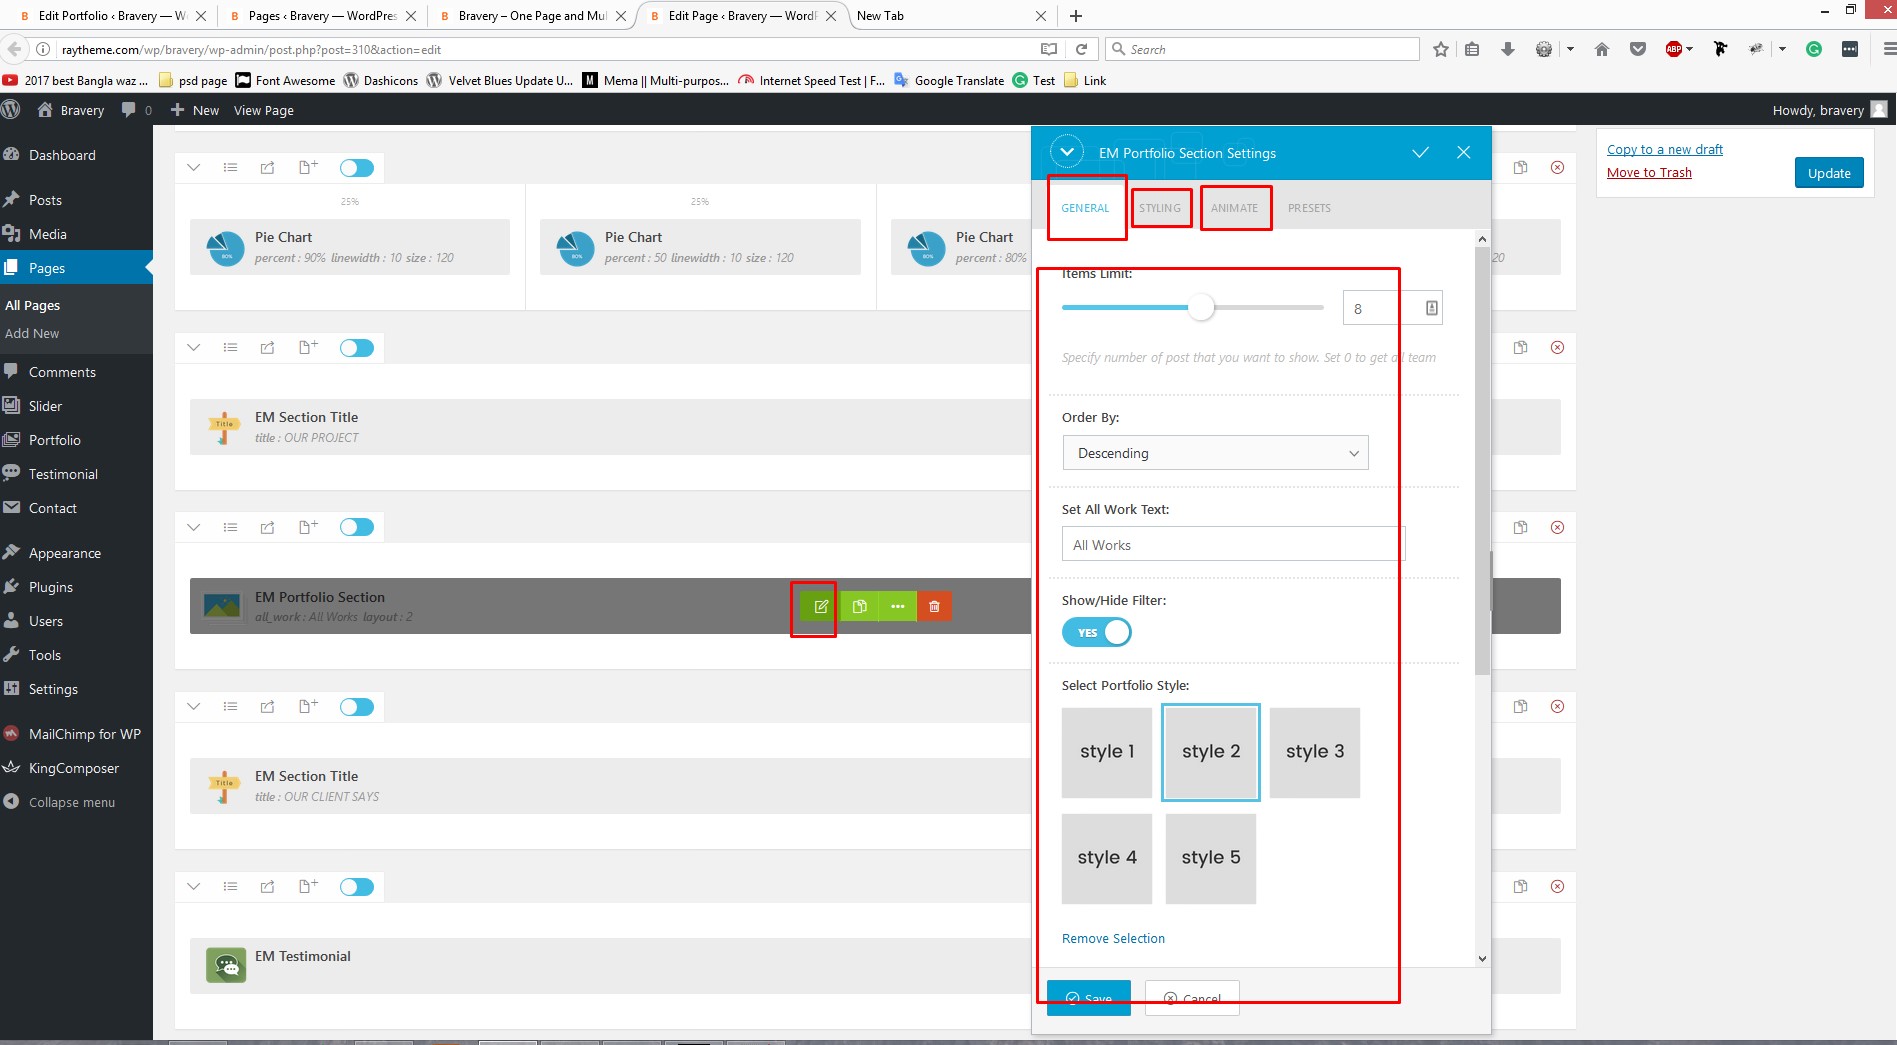 Edit Portfolio ‹ Bravery — W
Pages ‹ Bravery — WordPres
Bravery – One Page and Mul
Edit Page ‹ Bravery — WordP
New Tab
raytheme.com/wp/bravery/wp-admin/post.php?post=310&action=edit
Search
ABP
2017 best Bangla waz ...
psd page
Font Awesome
Dashicons
Velvet Blues Update U...
M
Mema || Multi-purpos...
Internet Speed Test | F...
Google Translate
Test
Link
Bravery
0
New
View Page
Howdy, bravery
Dashboard
Posts
Media
Pages
All Pages
Add New
Comments
Slider
Portfolio
Testimonial
Contact
Appearance
Plugins
Users
Tools
Settings
MailChimp for WP
KingComposer
Collapse menu
25%
25%
80%
Pie Chart
percent : 90% linewidth : 10 size : 120
80%
Pie Chart
percent : 50 linewidth : 10 size : 120
80%
Pie Chart
percent : 80%
20
Title
EM Section Title
title : OUR PROJECT
EM Portfolio Section
all_work : All Works layout : 2
Title
EM Section Title
title : OUR CLIENT SAYS
EM Testimonial
EM Portfolio Section Settings
GENERAL
STYLING
ANIMATE
PRESETS
Items Limit:
8
Specify number of post that you want to show. Set 0 to get all team
Order By:
Descending
Set All Work Text:
All Works
Show/Hide Filter:
YES
Select Portfolio Style:
style 1
style 2
style 3
style 4
style 5
Remove Selection
Save
Cancel
Copy to a new draft
Move to Trash
Update